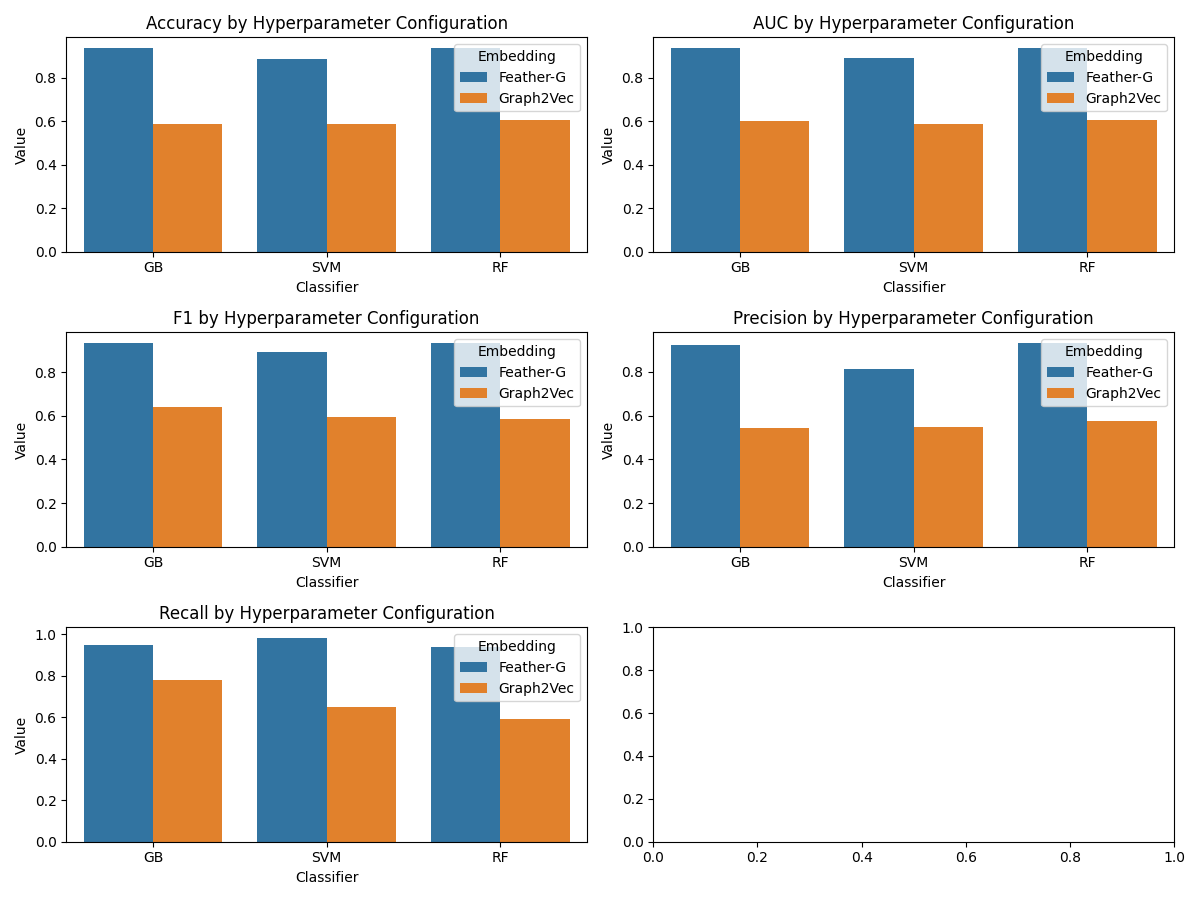 Accuracy by Hyperparameter Configuration
Value
0.8
0.6
0.4
0.2
0.0
Embedding
Feather-G
Graph2Vec
GB SVM RF
Classifier
AUC by Hyperparameter Configuration
Value
0.8
0.6
0.4
0.2
0.0
Embedding
Feather-G
Graph2Vec
GB SVM RF
Classifier
F1 by Hyperparameter Configuration
Value
0.8
0.6
0.4
0.2
0.0
Embedding
Feather-G
Graph2Vec
GB SVM RF
Classifier
Precision by Hyperparameter Configuration
Value
0.8
0.6
0.4
0.2
0.0
Embedding
Feather-G
Graph2Vec
GB SVM RF
Classifier
Recall by Hyperparameter Configuration
Value
1.0
0.8
0.6
0.4
0.2
0.0
Embedding
Feather-G
Graph2Vec
GB SVM RF
Classifier
1.0
0.8
0.6
0.4
0.2
0.0
0.0 0.2 0.4 0.6 0.8 1.0